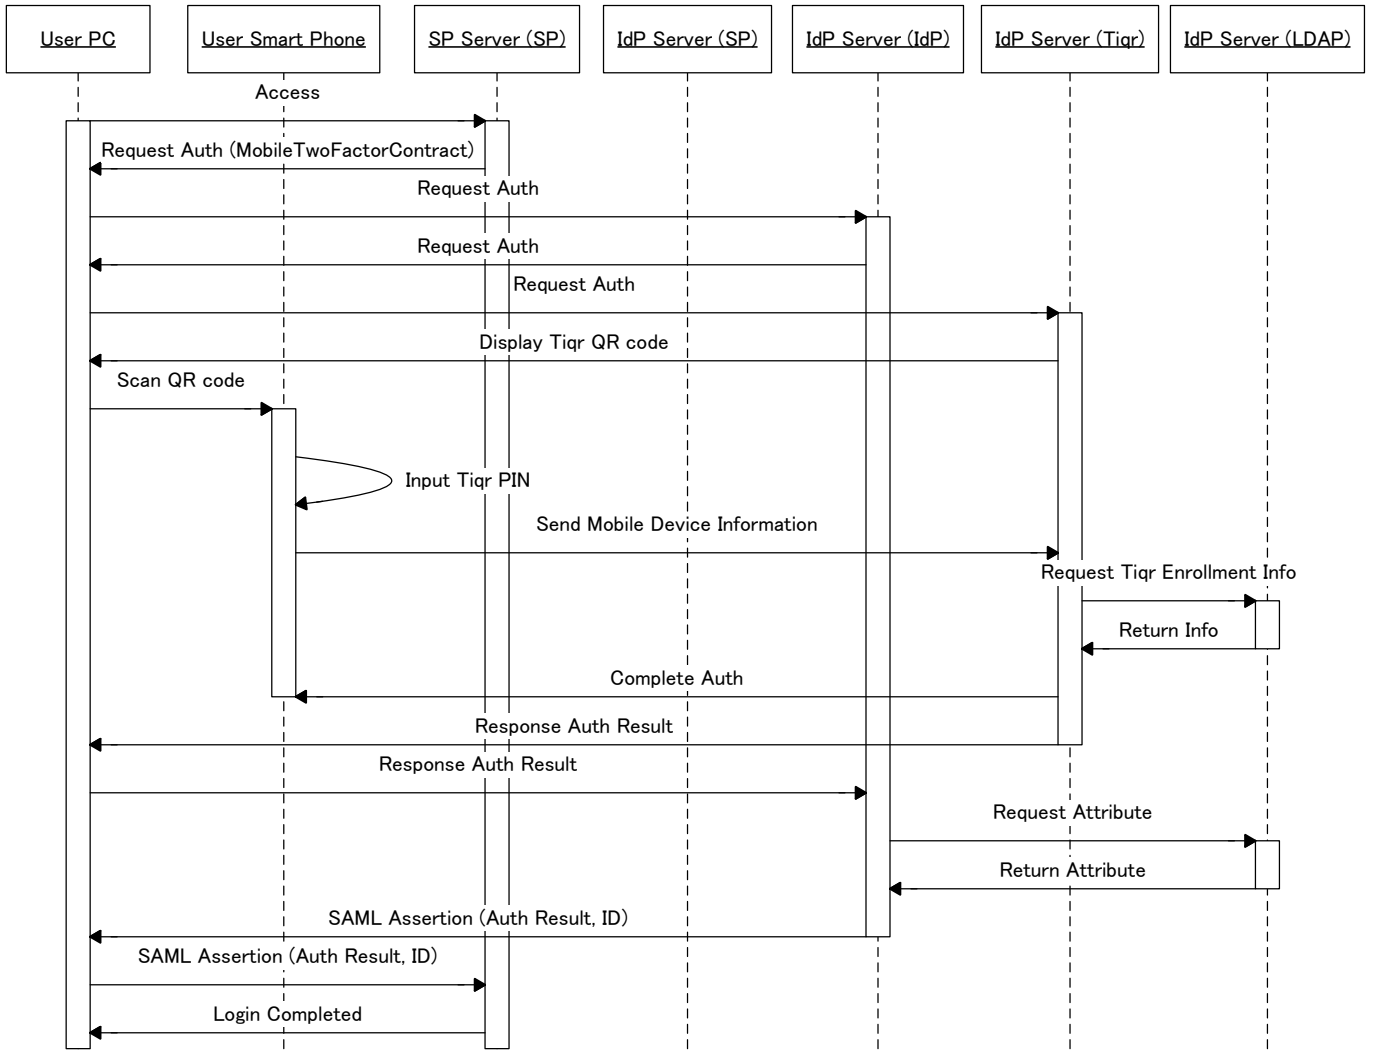 User PC
User Smart Phone
SP Server (SP)
IdP Server (SP)
IdP Server (IdP)
IdP Server (Tiqr)
IdP Server (LDAP)
Access
Request Auth (MobileTwoFactorContract)
Request Auth
Request Auth
Request Auth
Display Tiqr QR code
Scan QR code
Input Tiqr PIN
Send Mobile Device Information
Request Tiqr Enrollment Info
Return Info
Complete Auth
Response Auth Result
Response Auth Result
Request Attribute
Return Attribute
SAML Assertion (Auth Result, ID)
SAML Assertion (Auth Result, ID)
Login Completed